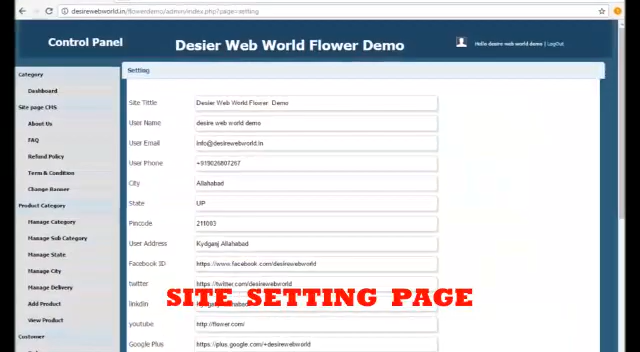 desirewebworld.in/flowerdemo/admin/index.php?page=setting
Control Panel
Desier Web World Flower Demo
Hello desire web world demo | LogOut
Category
Dashboard
Site page CMS
About Us
FAQ
Refund Policy
Term & Condition
Change Banner
Product Category
Manage Category
Manage Sub Category
Manage State
Manage City
Manage Delivery
Add Product
View Product
Customer
Setting
Site Tittle Desier Web World Flower Demo
User Name desire web world demo
User Email info@desirewebworld.in
User Phone +919026807267
City Allahabad
State UP
Pincode 211003
User Address Kydganj Allahabad
Facebook ID https://www.facebook.com/desirewebworld
twitter https://twitter.com/desirewebworld
linkdin
SITE SETTING PAGE
youtube http://flower.com/
Google Plus https://plus.google.com/+desirewebworld